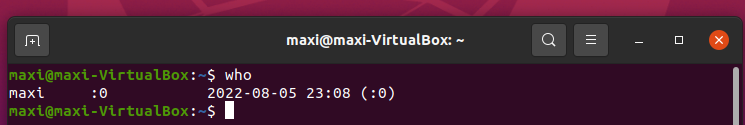 maxi@maxi-VirtualBox: ~
maxi@maxi-VirtualBox:~$ who
maxi     :0           2022-08-05 23:08 (:0)
maxi@maxi-VirtualBox:~$